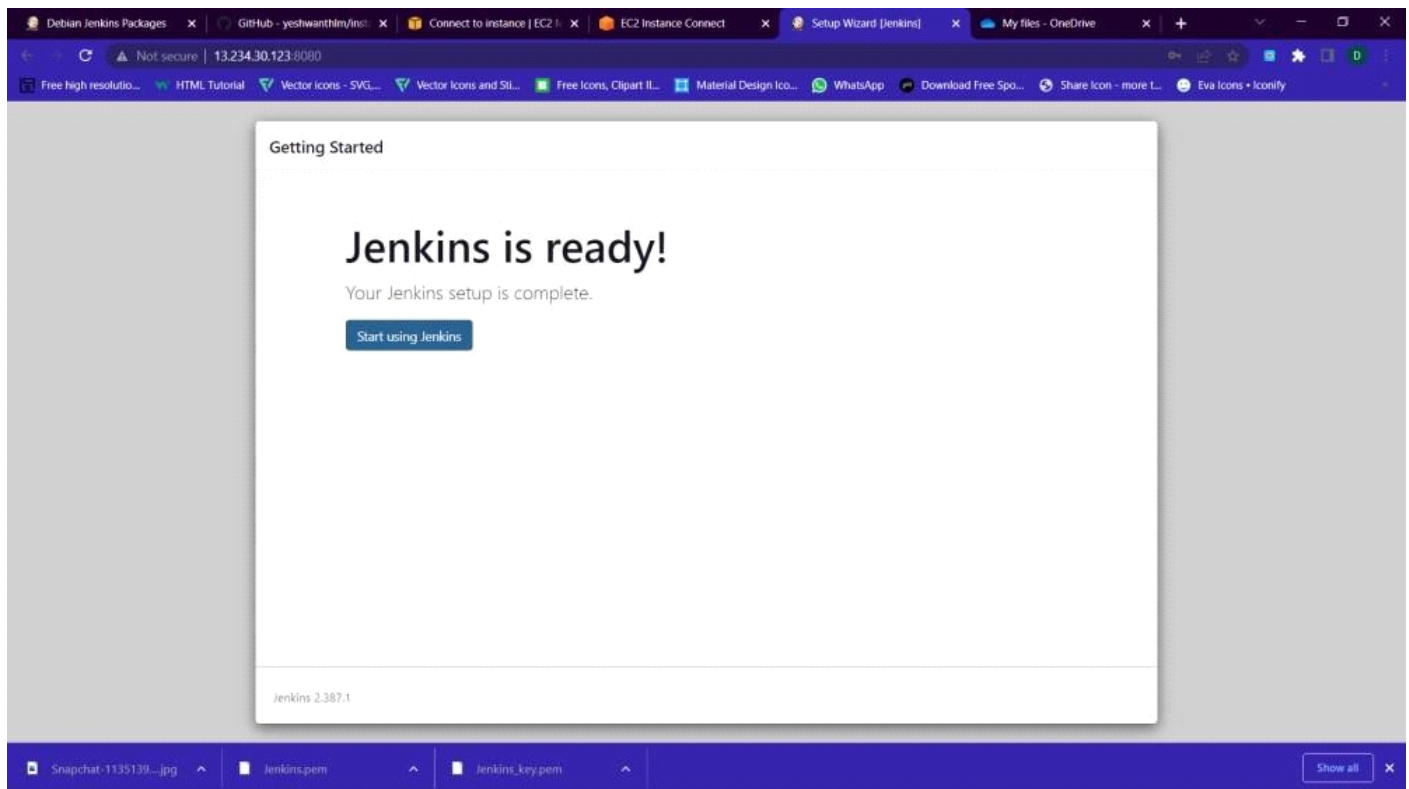 Debian Jenkins Packages
GitHub - yeshwanthlm/inst:
Connect to instance | EC2
EC2 Instance Connect
Setup Wizard [Jenkins]
My files - OneDrive
Not secure | 13.234.30.123:8080
D
Free high resolutio...
HTML Tutorial
Vector icons - SVG,...
Vector Icons and Sti...
Free Icons, Clipart Il...
Material Design Ico...
WhatsApp
Download Free Spo...
Share Icon - more t...
Eva Icons • Iconify
Getting Started
Jenkins is ready!
Your Jenkins setup is complete.
Start using Jenkins
Jenkins 2.387.1
Snapchat-1135139....jpg
Jenkins.pem
Jenkins_key.pem
Show all